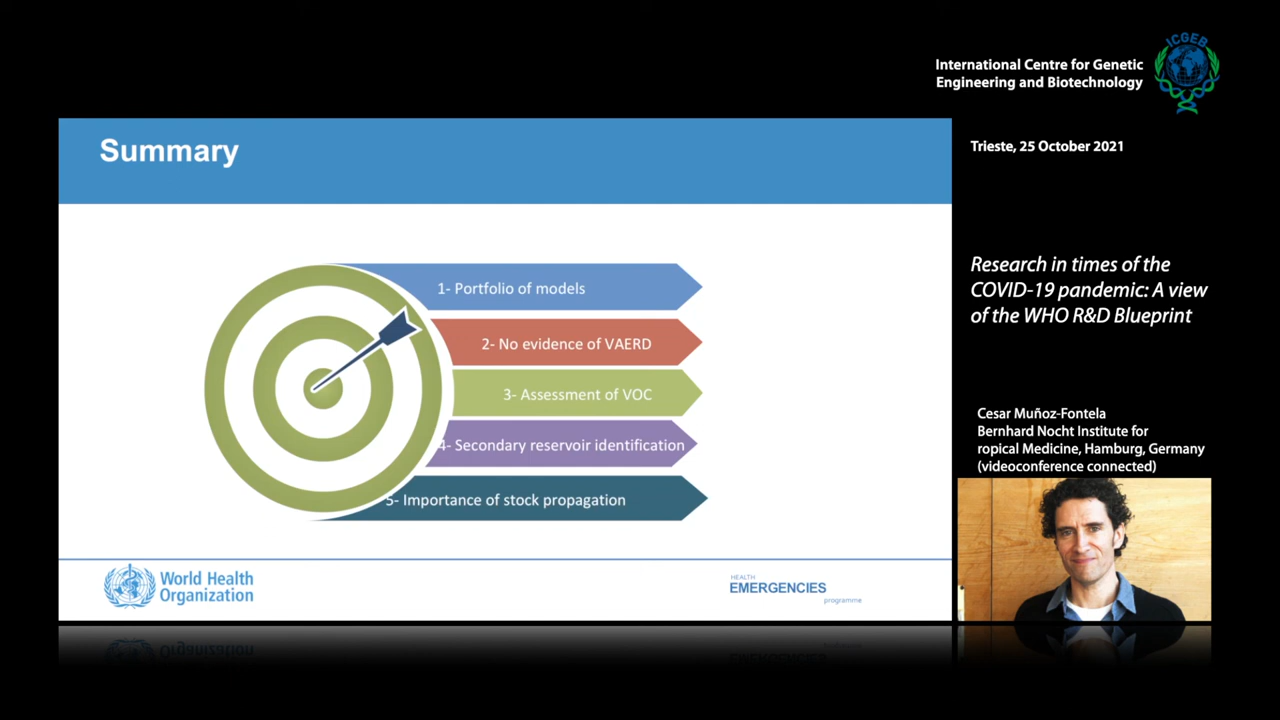 ICGEB
International Centre for Genetic
Engineering and Biotechnology
Summary
1- Portfolio of models
2- No evidence of VAERD
3- Assessment of VOC
4- Secondary reservoir identification
5- Importance of stock propagation
World Health
Organization
HEALTH
EMERGENCIES
programme
Trieste, 25 October 2021
Research in times of the
COVID-19 pandemic: A view
of the WHO R&D Blueprint
Cesar Muñoz-Fontela
Bernhard Nocht Institute for
ropical Medicine, Hamburg, Germany
(videoconference connected)